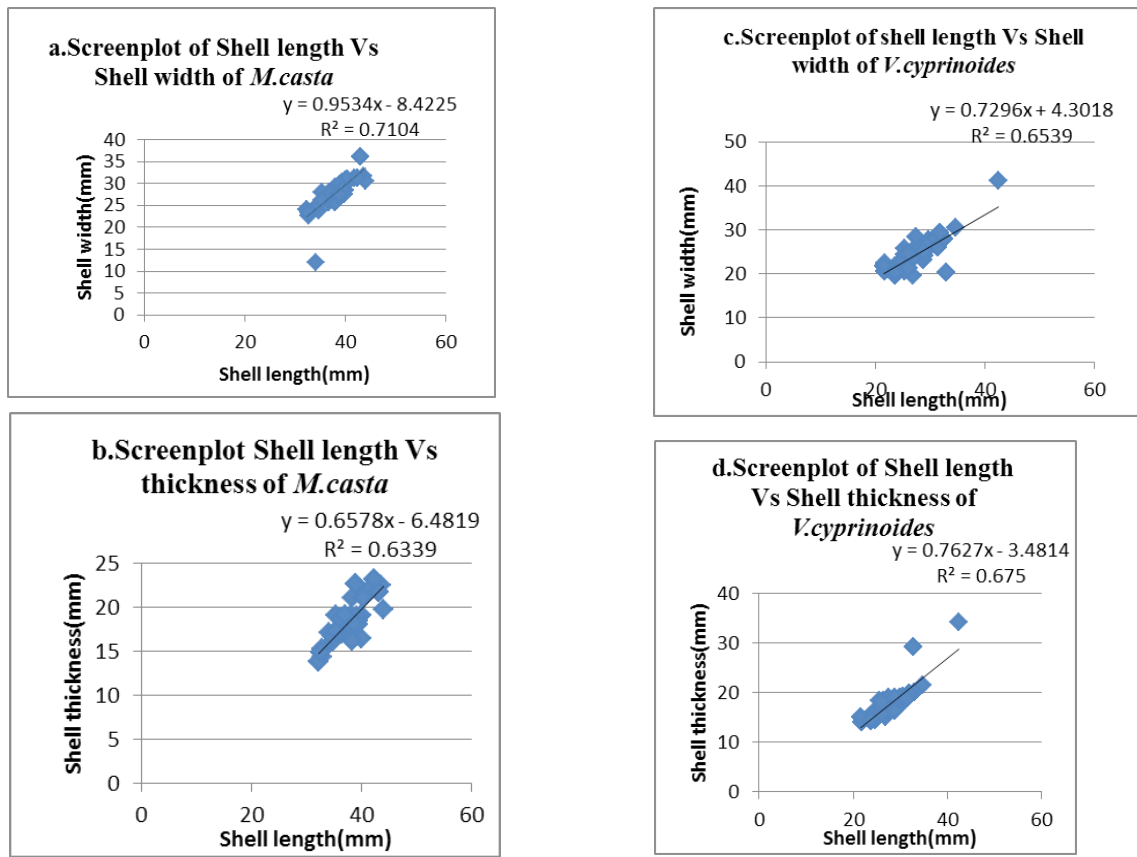 a.Screenplot of Shell length Vs
Shell width of M.casta
y = 0.9534x - 8.4225
R² = 0.7104
40
35
30
25
20
15
10
5
0
0 20 40 60
Shell width(mm)
Shell length(mm)
c.Screenplot of shell length Vs Shell
width of V.cyprinoides
y = 0.7296x + 4.3018
R² = 0.6539
50
40
30
20
10
0
0 20 40 60
Shell width(mm)
Shell length(mm)
b.Screenplot Shell length Vs
thickness of M.casta
y = 0.6578x - 6.4819
R² = 0.6339
25
20
15
10
5
0
0 20 40 60
Shell thickness(mm)
Shell length(mm)
d.Screenplot of Shell length
Vs Shell thickness of
V.cyprinoides
y = 0.7627x - 3.4814
R² = 0.675
40
30
20
10
0
0 20 40 60
Shell thickness(mm)
Shell length(mm)